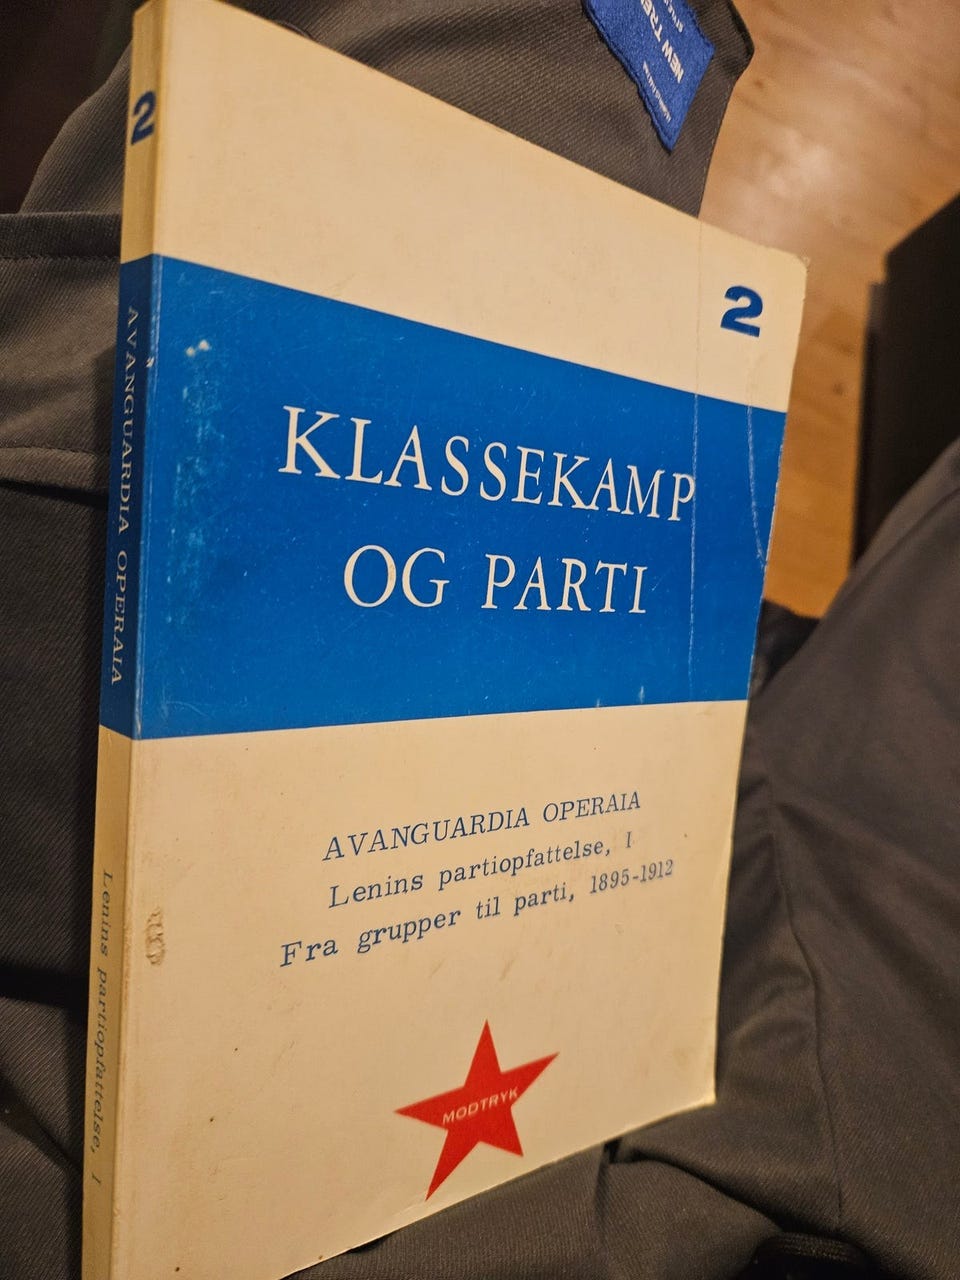 2
AVANGUARDIA OPERAIA
Lenins partiopfattelse, I
2
KLASSEKAMP
OG PARTI
AVANGUARDIA OPERAIA
Lenins partiopfattelse, I
Fra grupper til parti, 1895-1912
MODTRYK
NEW